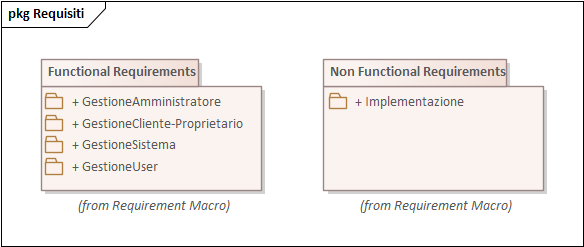 pkg Requisiti
Functional Requirements
+ GestioneAmministratore
+ GestioneCliente-Proprietario
+ GestioneSistema
+ GestioneUser
(from Requirement Macro)
Non Functional Requirements
+ Implementazione
(from Requirement Macro)